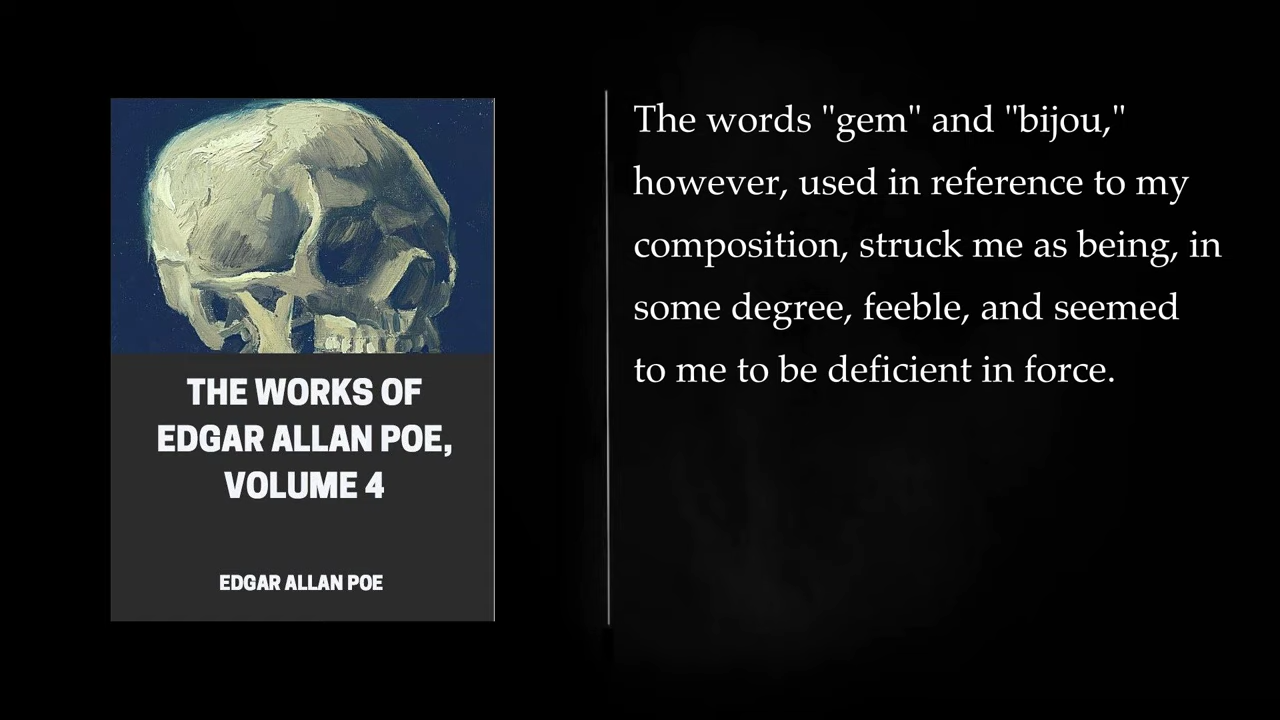 THE WORKS OF
EDGAR ALLAN POE,
VOLUME 4
EDGAR ALLAN POE
The words "gem" and "bijou,"
however, used in reference to my
composition, struck me as being, in
some degree, feeble, and seemed
to me to be deficient in force.